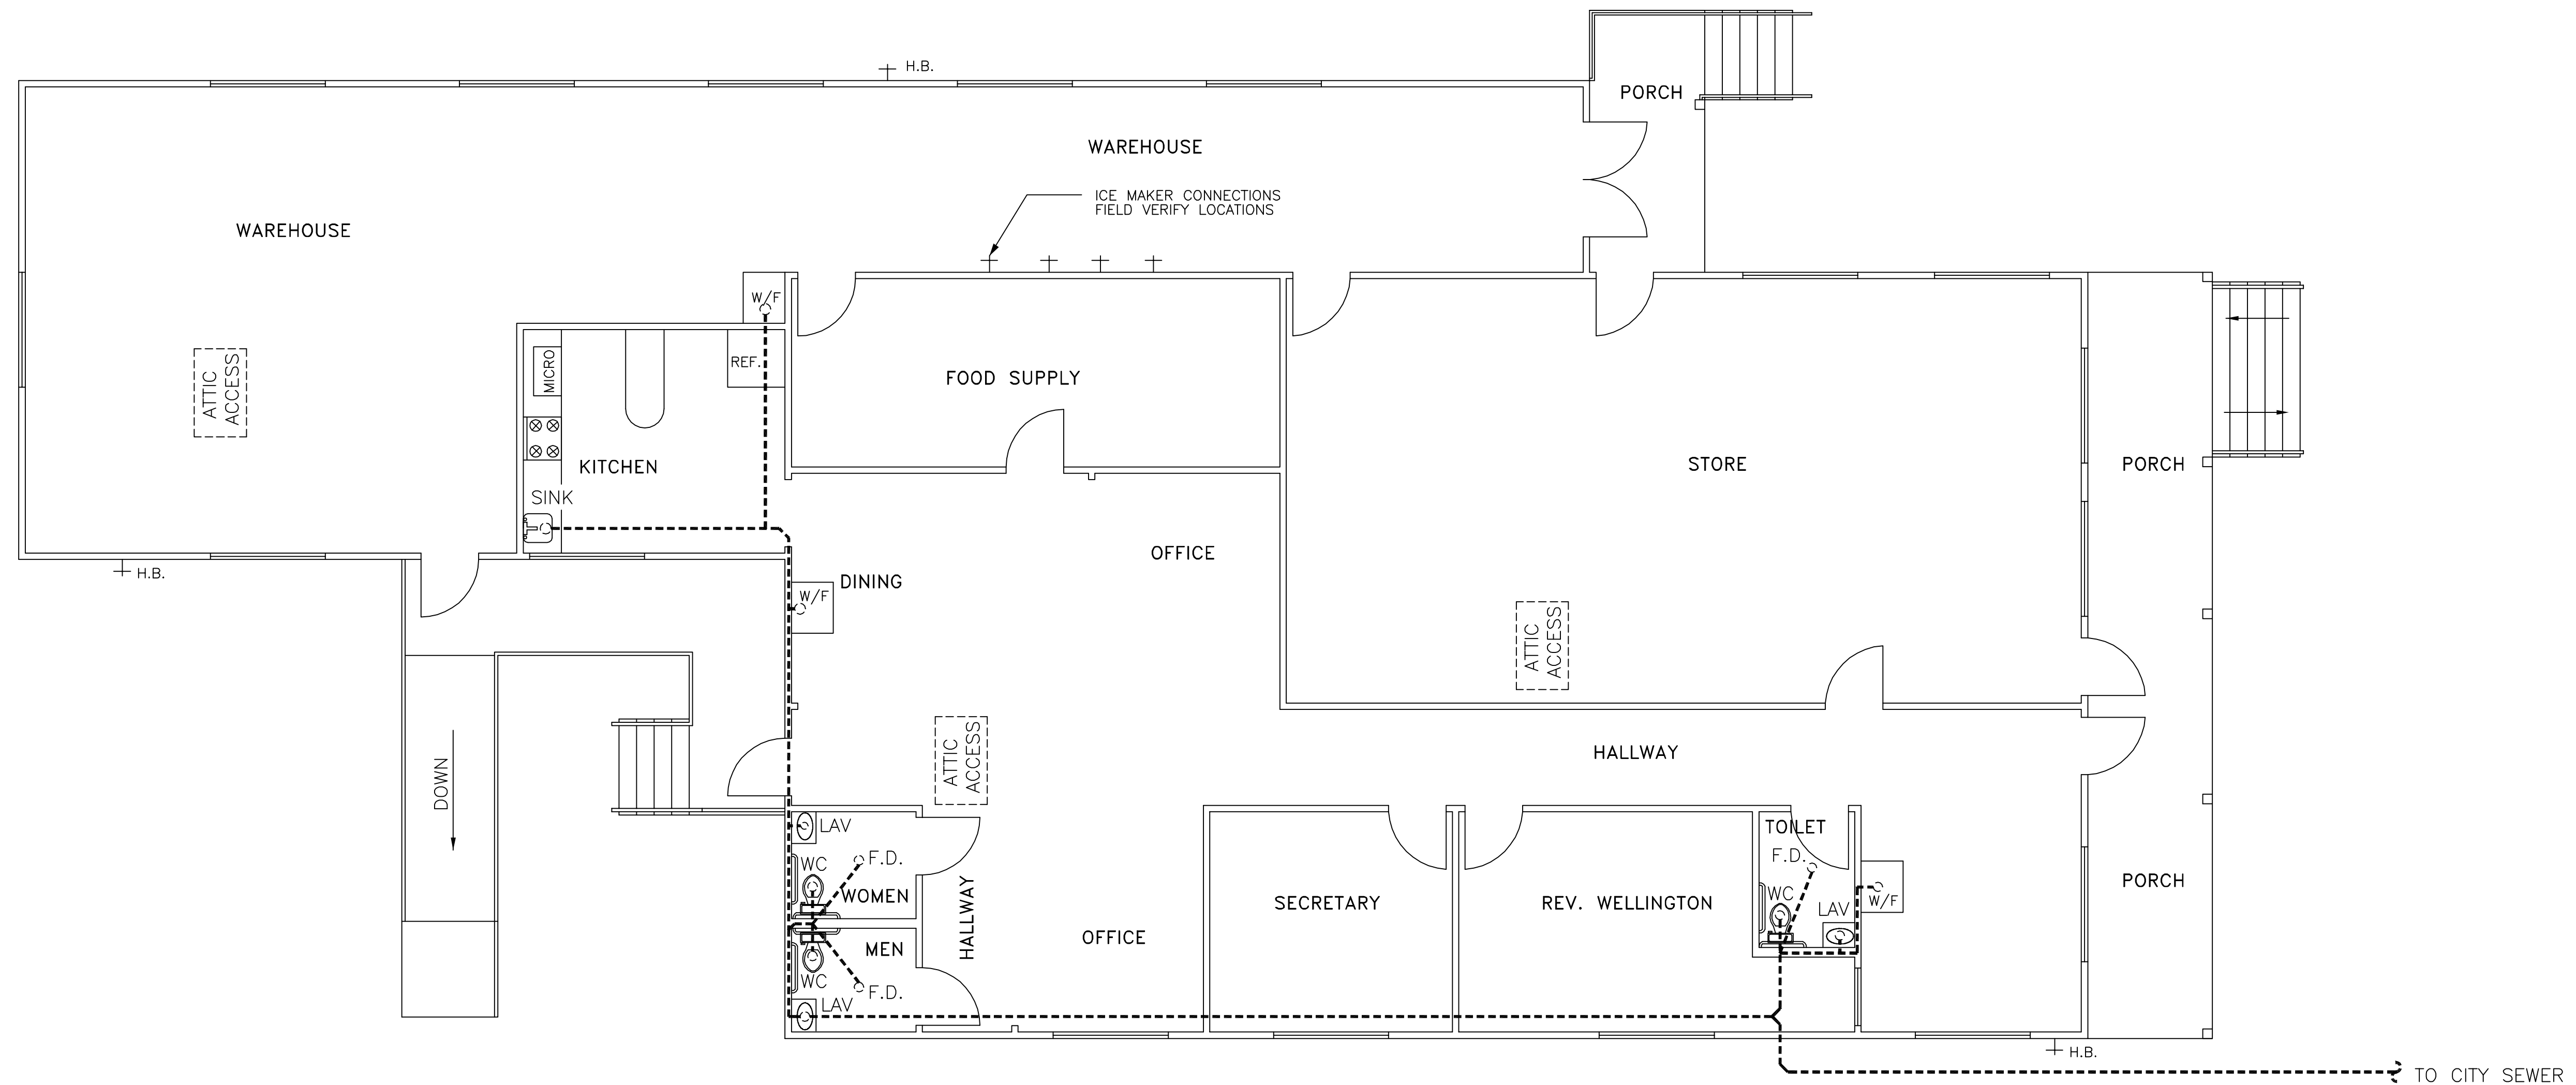 H.B.
PORCH
WAREHOUSE
ICE MAKER CONNECTIONS
FIELD VERIFY LOCATIONS
WAREHOUSE
W/F
MICRO
REF.
ATTIC
ACCESS
FOOD SUPPLY
KITCHEN
STORE
PORCH
SINK
OFFICE
H.B.
DINING
W/F
ATTIC
ACCESS
ATTIC
ACCESS
HALLWAY
DOWN
LAV
TOILET
F.D.
F.D.
WC
WOMEN
WC
PORCH
SECRETARY
REV. WELLINGTON
W/F
LAV
HALLWAY
OFFICE
MEN
WC
F.D.
LAV
H.B.
TO CITY SEWER